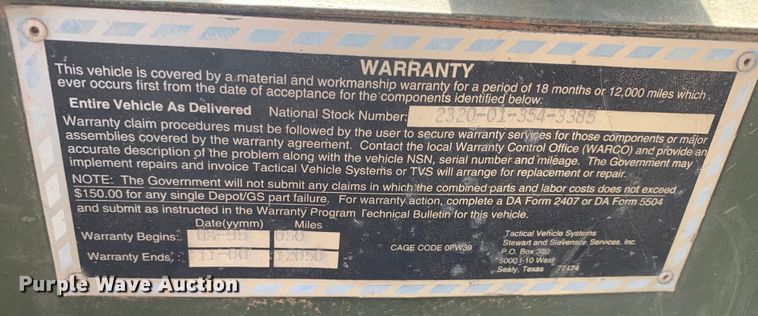 WARRANTY
This vehicle is covered by a material and workmanship warranty for a period of 18 months or 12,000 miles which
ever occurs first from the date of acceptance for the components identified below:
Entire Vehicle As Delivered National Stock Number: 2320-01-354-3385
Warranty claim procedures must be followed by the user to secure warranty services for those components or major
assemblies covered by the warranty agreement. Contact the local Warranty Control Office (WARCO) and provide an
accurate description of the problem along with the vehicle NSN, serial number and mileage. The Government may
implement repairs and invoice Tactical Vehicle Systems or TVS will arrange for replacement or repair.
NOTE: The Government will not submit any claims in which the combined parts and labor costs does not exceed
$150.00 for any single Depot/GS part failure. For warranty action, complete a DA Form 2407 or DA Form 5504
and submit as instructed in the Warranty Program Technical Bulletin for this vehicle.
Date(yymm) Miles
Warranty Begins: 05-99 050
Warranty Ends: 11-00 12050
CAGE CODE 0PW39
Tactical Vehicle Systems
Stewart and Stevenson Services, Inc.
P.O. Box 330
5000 I-10 West
Sealy, Texas 77474
Purple Wave Auction